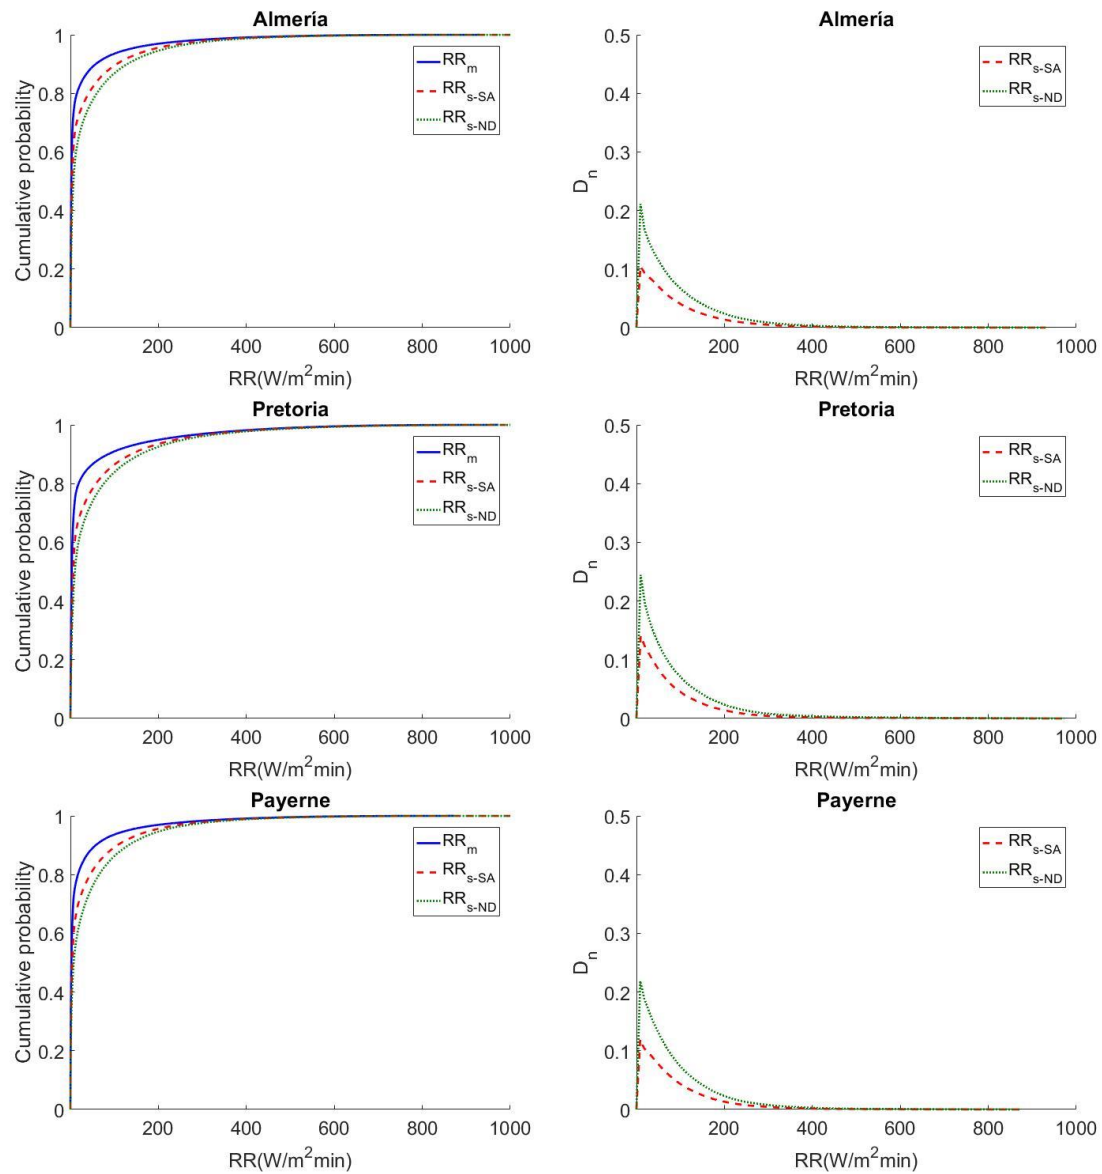 Almería
Cumulative probability
1
0.8
0.6
0.4
0.2
0
200 400 600 800 1000
RR(W/m²min)
RRm
RRs-SA
RRs-ND
Almería
Dn
0.5
0.4
0.3
0.2
0.1
0
0 200 400 600 800 1000
RR(W/m²min)
RRs-SA
RRs-ND
Pretoria
Cumulative probability
1
0.8
0.6
0.4
0.2
0
200 400 600 800 1000
RR(W/m²min)
RRm
RRs-SA
RRs-ND
Pretoria
Dn
0.5
0.4
0.3
0.2
0.1
0
0 200 400 600 800 1000
RR(W/m²min)
RRs-SA
RRs-ND
Payerne
Cumulative probability
1
0.8
0.6
0.4
0.2
0
200 400 600 800 1000
RR(W/m²min)
RRm
RRs-SA
RRs-ND
Payerne
Dn
0.5
0.4
0.3
0.2
0.1
0
0 200 400 600 800 1000
RR(W/m²min)
RRs-SA
RRs-ND